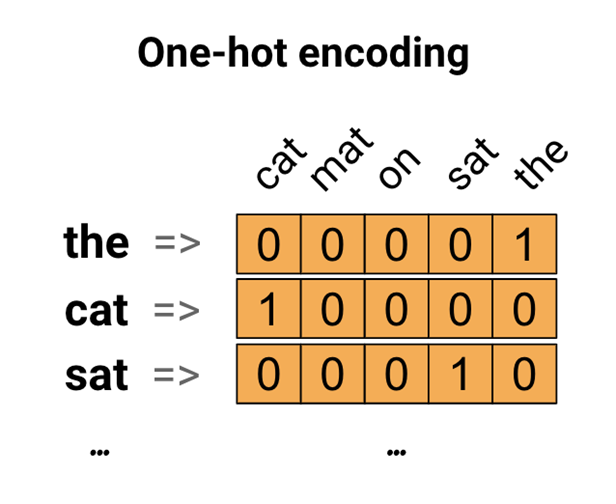 One-hot encoding
cat mat on sat the
the => 0 0 0 0 1
cat => 1 0 0 0 0
sat => 0 0 0 1 0
... ...